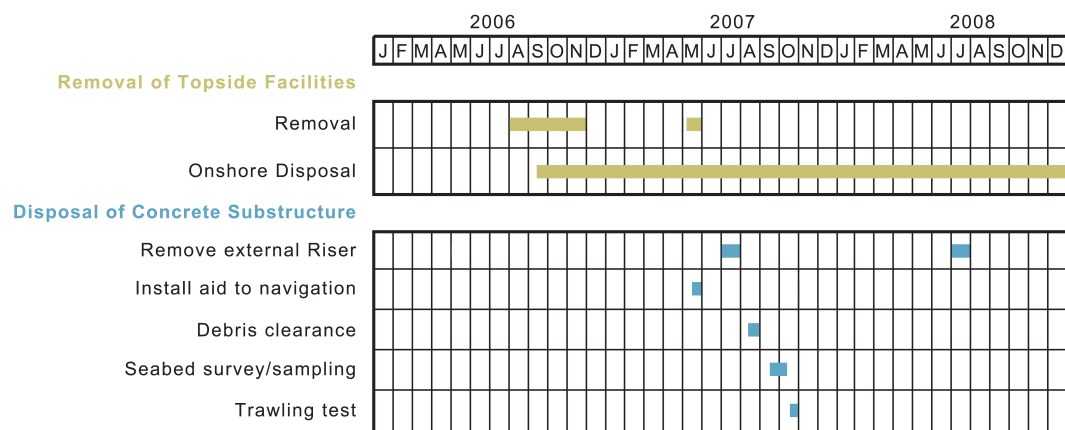 2006 2007 2008
J F M A M J J A S O N D J F M A M J J A S O N D J F M A M J J A S O N D
Removal of Topside Facilities
Removal
Onshore Disposal
Disposal of Concrete Substructure
Remove external Riser
Install aid to navigation
Debris clearance
Seabed survey/sampling
Trawling test